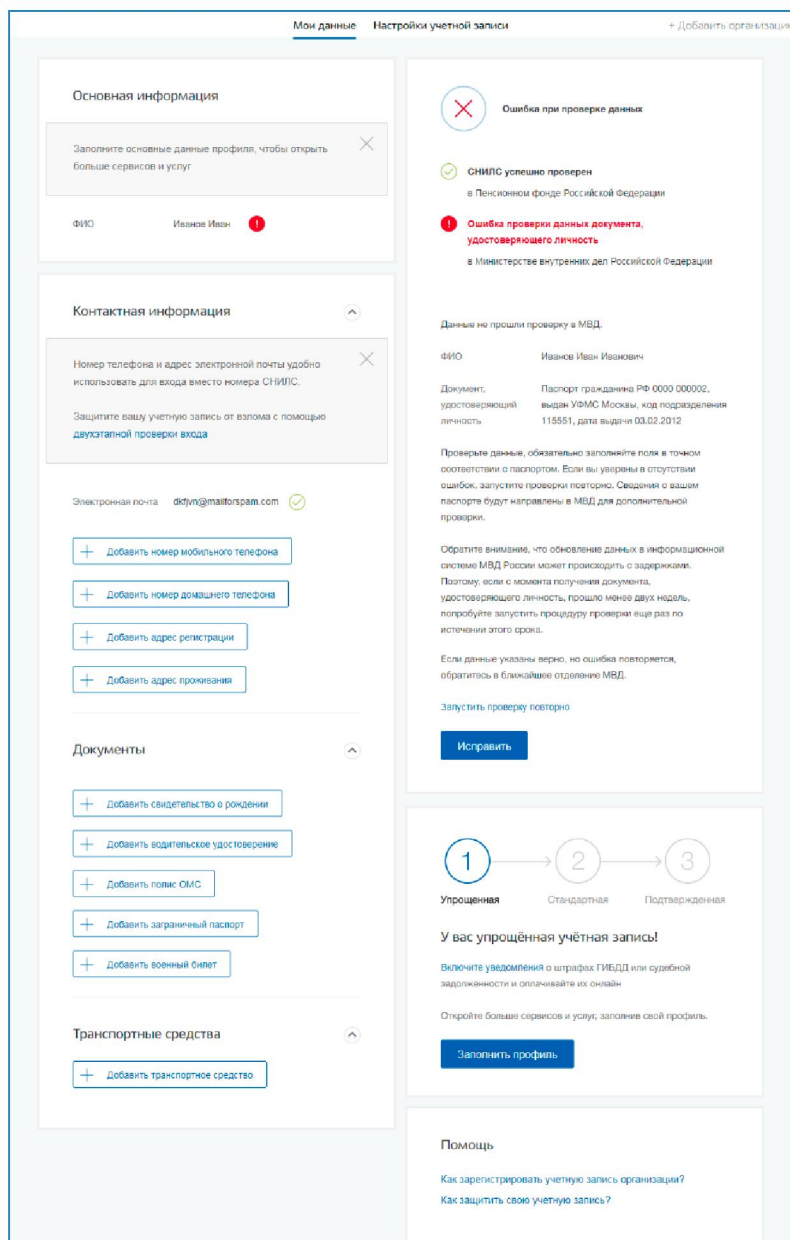 Мои данные
Настройки учетной записи
+ Добавить организацию
Основная информация
Заполните основные данные профиля, чтобы открыть
больше сервисов и услуг
ФИО
Иванов Иван
Контактная информация
Номер телефона и адрес электронной почты удобно
использовать для входа вместо номера СНИЛС.
Защитите вашу учетную запись от взлома с помощью
двухэтапной проверки входа
Электронная почта
dkfjvn@mailforspam.com
Добавить номер мобильного телефона
Добавить номер домашнего телефона
Добавить адрес регистрации
Добавить адрес проживания
Документы
Добавить свидетельство о рождении
Добавить водительское удостоверение
Добавить полис ОМС
Добавить заграничный паспорт
Добавить военный билет
Транспортные средства
Добавить транспортное средство
Ошибка при проверке данных
СНИЛС успешно проверен
в Пенсионном фонде Российской Федерации
Ошибка проверки данных документа,
удостоверяющего личность
в Министерстве внутренних дел Российской Федерации
Данные не прошли проверку в МВД.
ФИО
Иванов Иван Иванович
Документ,
удостоверяющий
личность
Паспорт гражданина РФ 0000 000002,
выдан УФМС Москвы, код подразделения
115551, дата выдачи 03.02.2012
Проверьте данные, обязательно заполняйте поля в точном
соответствии с паспортом. Если вы уверены в отсутствии
ошибок, запустите проверки повторно. Сведения о вашем
паспорте будут направлены в МВД для дополнительной
проверки.
Обратите внимание, что обновление данных в информационной
системе МВД России может происходить с задержками.
Поэтому, если с момента получения документа,
удостоверяющего личность, прошло менее двух недель,
попробуйте запустить процедуру проверки еще раз по
истечении этого срока.
Если данные указаны верно, но ошибка повторяется,
обратитесь в ближайшее отделение МВД.
Запустить проверку повторно
Исправить
1
2
3
Упрощенная
Стандартная
Подтвержденная
У вас упрощённая учётная запись!
Включите уведомления о штрафах ГИБДД или судебной
задолженности и оплачивайте их онлайн
Откройте больше сервисов и услуг, заполнив свой профиль.
Заполнить профиль
Помощь
Как зарегистрировать учетную запись организации?
Как защитить свою учетную запись?